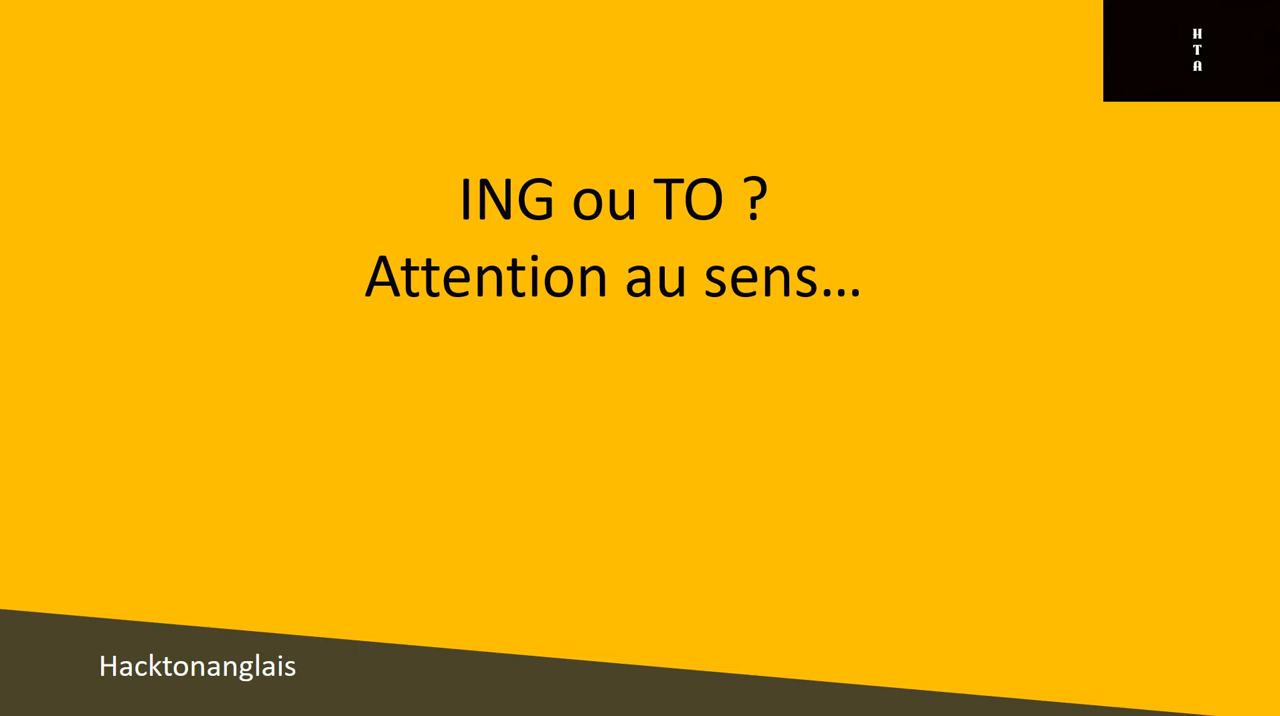 H
T
A
ING ou TO ?
Attention au sens…
Hacktonanglais